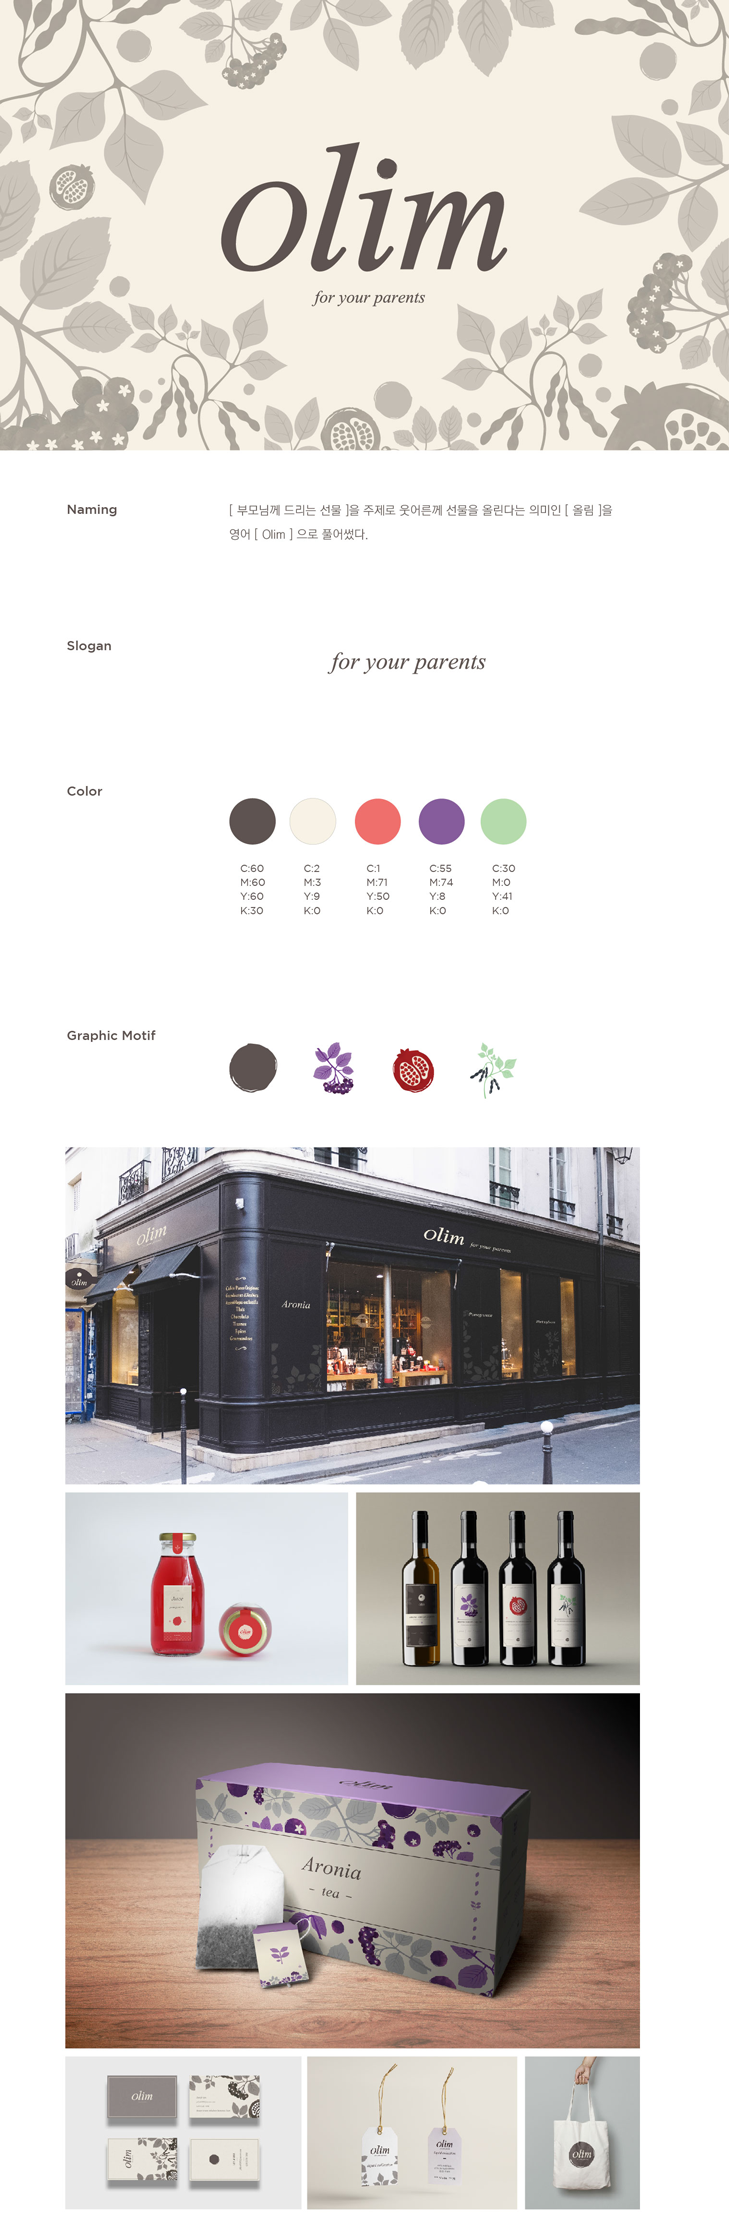 olim
for your parents
Naming
[ 부모님께 드리는 선물 ]을 주제로 웃어른께 선물을 올린다는 의미인 [ 올림 ]을
영어 [ Olim ] 으로 풀어썼다.
Slogan
for your parents
Color
C:60
M:60
Y:60
K:30
C:2
M:3
Y:9
K:0
C:1
M:71
Y:50
K:0
C:55
M:74
Y:8
K:0
C:30
M:0
Y:41
K:0
Graphic Motif
olim
olim for your parents
olim
Aronia
olim
Aronia
- tea -
olim
olim
olim
olim
olim